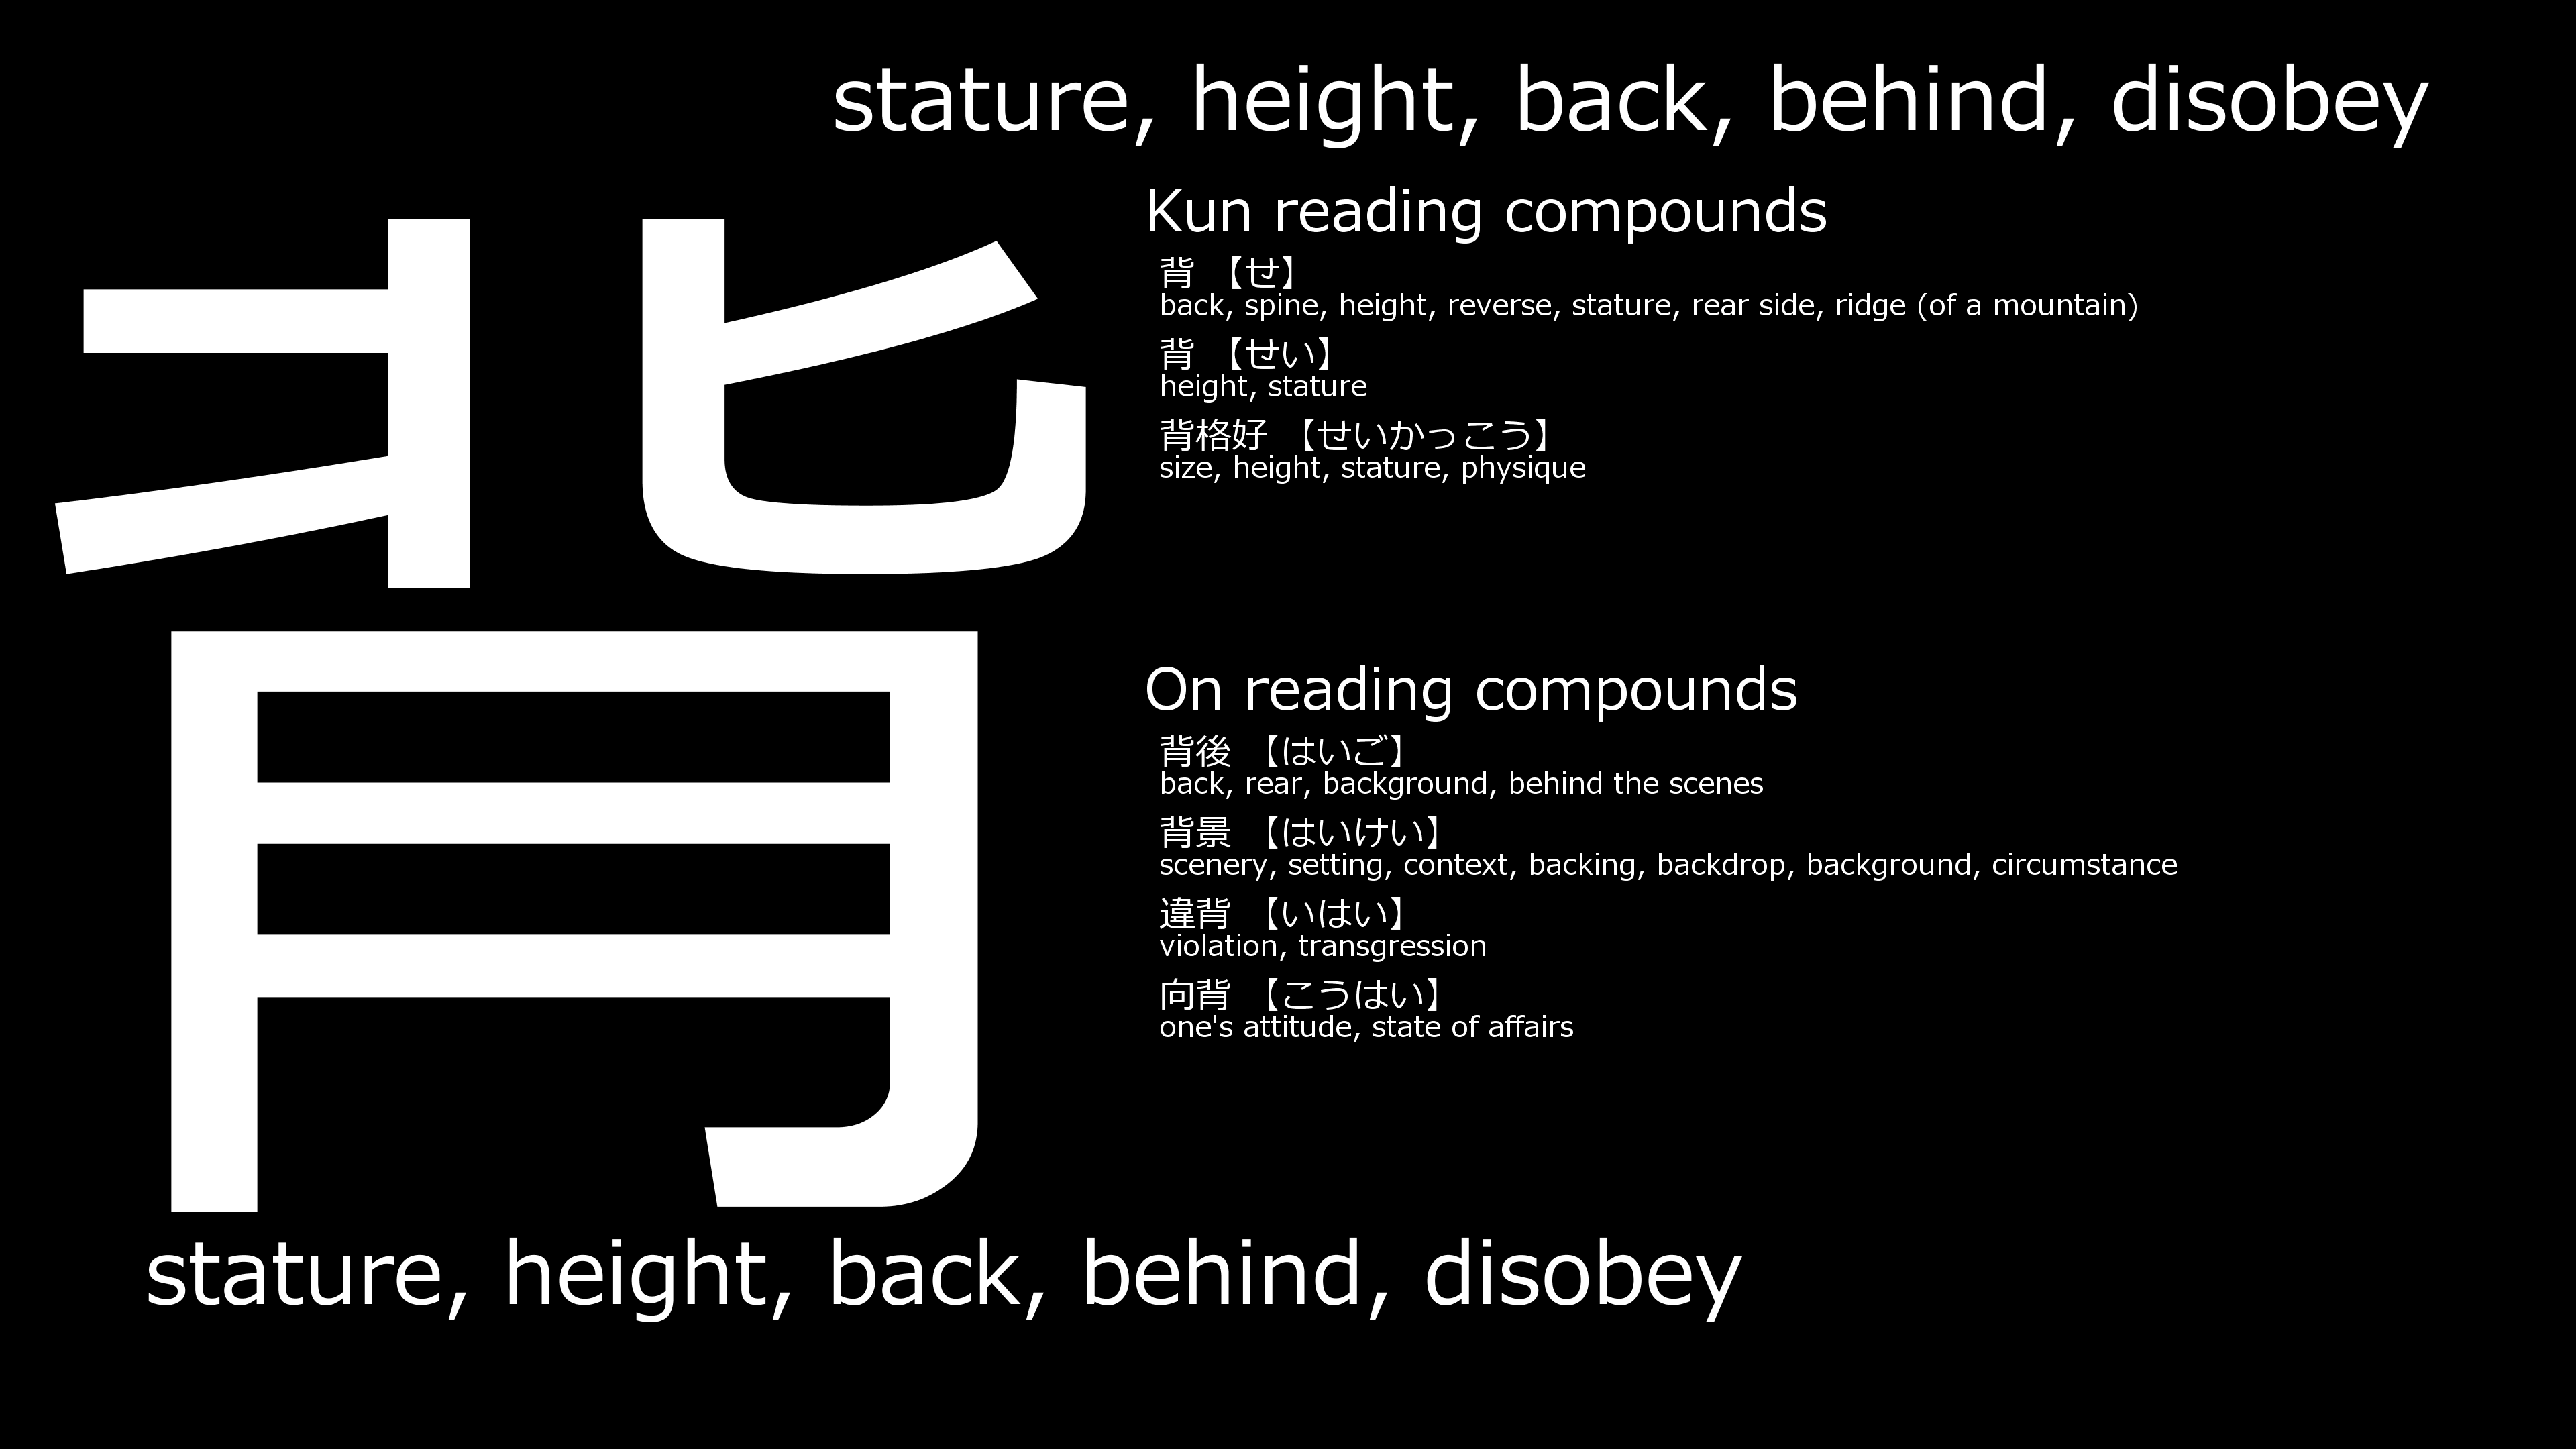 stature, height, back, behind, disobey
背
Kun reading compounds
背 【せ】
back, spine, height, reverse, stature, rear side, ridge (of a mountain)
背 【せい】
height, stature
背格好 【せいかっこう】
size, height, stature, physique
On reading compounds
背後 【はいご】
back, rear, background, behind the scenes
背景 【はいけい】
scenery, setting, context, backing, backdrop, background, circumstance
違背 【いはい】
violation, transgression
向背 【こうはい】
one's attitude, state of affairs
stature, height, back, behind, disobey